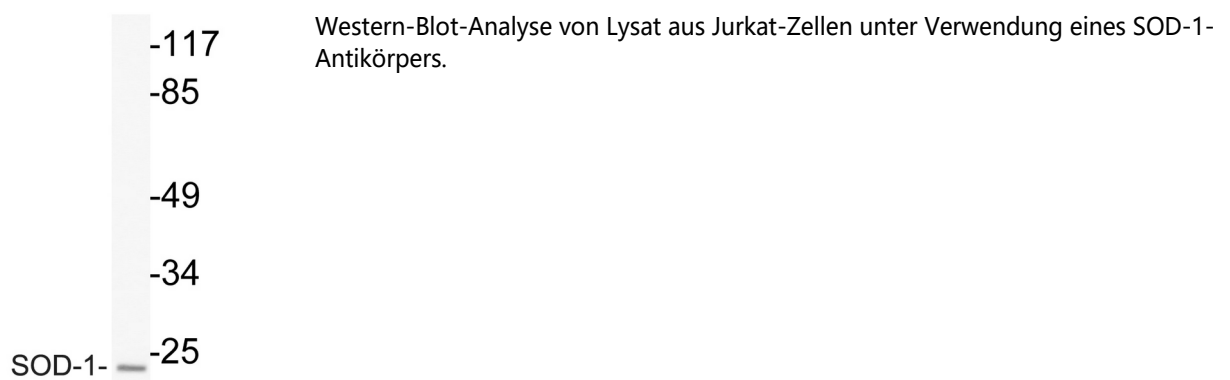 -117
-85
-49
-34
-25
SOD-1-
Western-Blot-Analyse von Lysat aus Jurkat-Zellen unter Verwendung eines SOD-1-
Antikörpers.